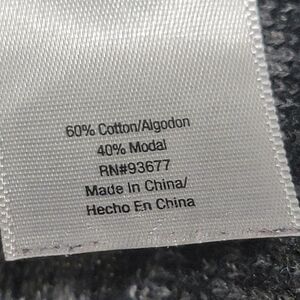 60% Cotton/Algodon
40% Modal
RN#93677
Made In China/
Hecho En China